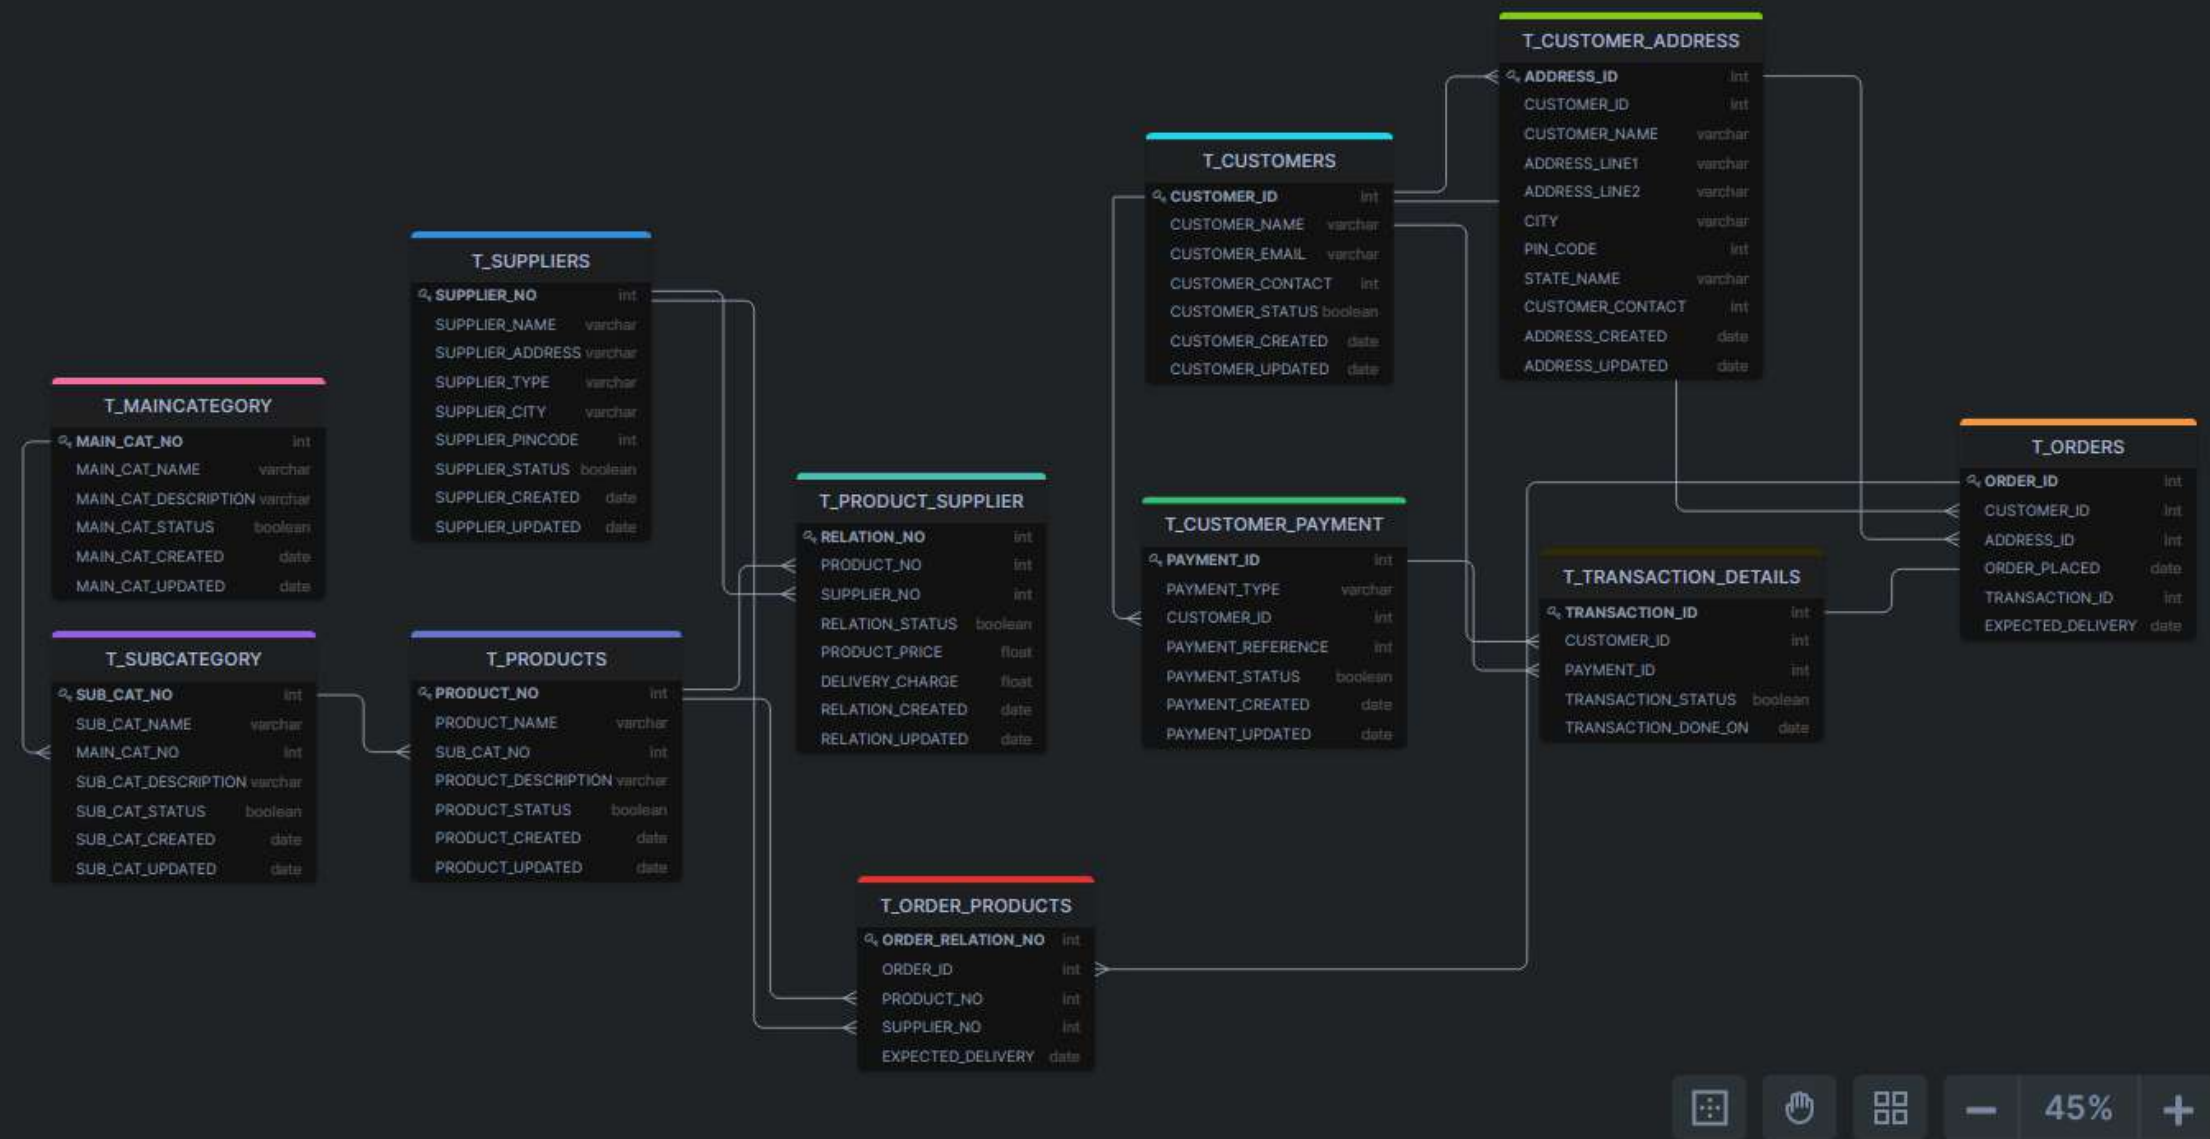 T_CUSTOMER_ADDRESS
ADDRESS_ID int
CUSTOMER_ID int
CUSTOMER_NAME varchar
ADDRESS_LINE1 varchar
ADDRESS_LINE2 varchar
CITY varchar
PIN_CODE int
STATE_NAME varchar
CUSTOMER_CONTACT int
ADDRESS_CREATED date
ADDRESS_UPDATED date
T_CUSTOMERS
CUSTOMER_ID int
CUSTOMER_NAME varchar
CUSTOMER_EMAIL varchar
CUSTOMER_CONTACT int
CUSTOMER_STATUS boolean
CUSTOMER_CREATED date
CUSTOMER_UPDATED date
T_SUPPLIERS
SUPPLIER_NO int
SUPPLIER_NAME varchar
SUPPLIER_ADDRESS varchar
SUPPLIER_TYPE varchar
SUPPLIER_CITY varchar
SUPPLIER_PINCODE int
SUPPLIER_STATUS boolean
SUPPLIER_CREATED date
SUPPLIER_UPDATED date
T_MAINCATEGORY
MAIN_CAT_NO int
MAIN_CAT_NAME varchar
MAIN_CAT_DESCRIPTION varchar
MAIN_CAT_STATUS boolean
MAIN_CAT_CREATED date
MAIN_CAT_UPDATED date
T_ORDERS
ORDER_ID int
CUSTOMER_ID int
ADDRESS_ID int
ORDER_PLACED date
TRANSACTION_ID int
EXPECTED_DELIVERY date
T_PRODUCT_SUPPLIER
RELATION_NO int
PRODUCT_NO int
SUPPLIER_NO int
RELATION_STATUS boolean
PRODUCT_PRICE float
DELIVERY_CHARGE float
RELATION_CREATED date
RELATION_UPDATED date
T_CUSTOMER_PAYMENT
PAYMENT_ID int
PAYMENT_TYPE varchar
CUSTOMER_ID int
PAYMENT_REFERENCE int
PAYMENT_STATUS boolean
PAYMENT_CREATED date
PAYMENT_UPDATED date
T_TRANSACTION_DETAILS
TRANSACTION_ID int
CUSTOMER_ID int
PAYMENT_ID int
TRANSACTION_STATUS boolean
TRANSACTION_DONE_ON date
T_SUBCATEGORY
SUB_CAT_NO int
SUB_CAT_NAME varchar
MAIN_CAT_NO int
SUB_CAT_DESCRIPTION varchar
SUB_CAT_STATUS boolean
SUB_CAT_CREATED date
SUB_CAT_UPDATED date
T_PRODUCTS
PRODUCT_NO int
PRODUCT_NAME varchar
SUB_CAT_NO int
PRODUCT_DESCRIPTION varchar
PRODUCT_STATUS boolean
PRODUCT_CREATED date
PRODUCT_UPDATED date
T_ORDER_PRODUCTS
ORDER_RELATION_NO int
ORDER_ID int
PRODUCT_NO int
SUPPLIER_NO int
EXPECTED_DELIVERY date
45%